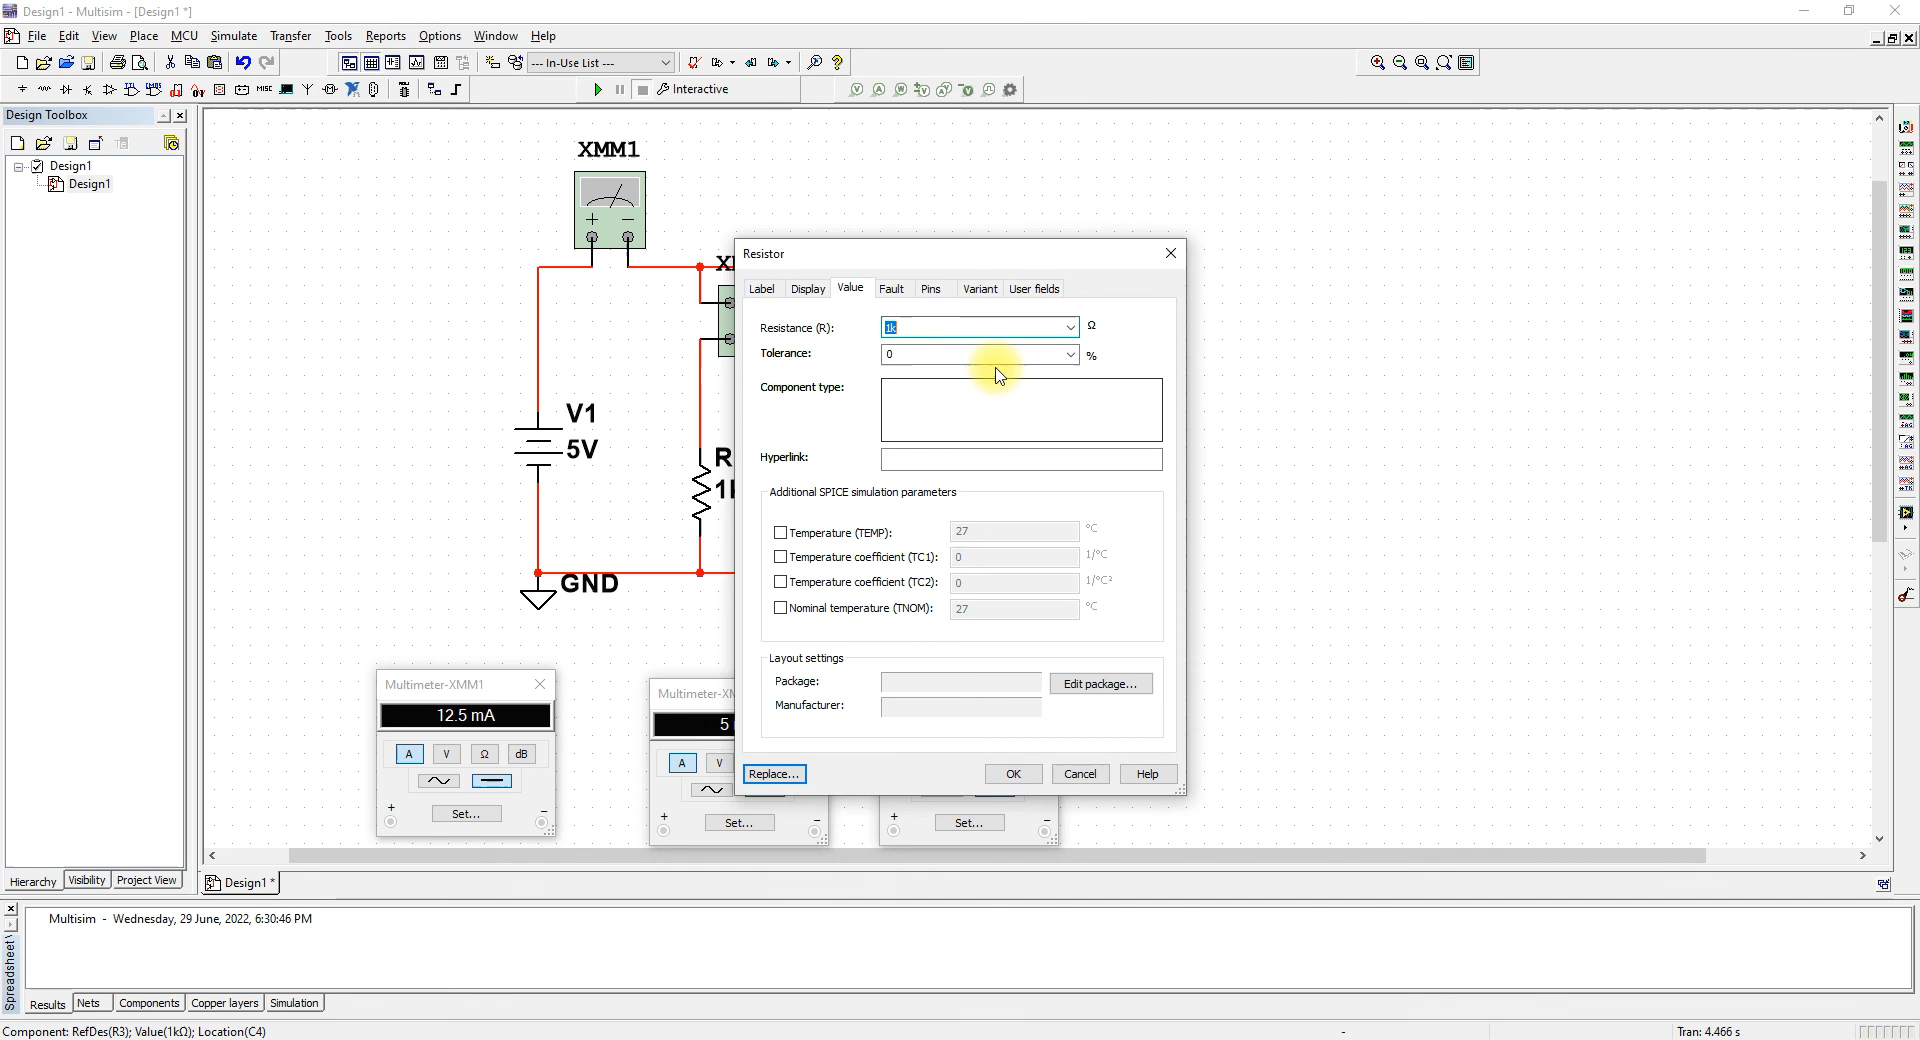 Design1 - Multisim - [Design1 *]
File Edit View Place MCU Simulate Transfer Tools Reports Options Window Help
--- In-Use List ---
Interactive
Design Toolbox
Design1
Design1
XMM1
Resistor
Label Display Value Fault Pins Variant User fields
Resistance (R): 1k Ω
Tolerance: 0 %
Component type:
Hyperlink:
Additional SPICE simulation parameters
Temperature (TEMP): 27 °C
Temperature coefficient (TC1): 0 1/°C
Temperature coefficient (TC2): 0 1/°C²
Nominal temperature (TNOM): 27 °C
Layout settings
Package: Edit package...
Manufacturer:
Replace... OK Cancel Help
V1
5V
R
GND
Multimeter-XMM1
12.5 mA
A V Ω dB
+ Set... -
Multimeter-XM
5
A V
+ Set... -
+ Set... -
Hierarchy Visibility Project View
Design1 *
Multisim - Wednesday, 29 June, 2022, 6:30:46 PM
Spreadsheet
Results Nets Components Copper layers Simulation
Component: RefDes(R3); Value(1kΩ); Location(C4) - Tran: 4.466 s